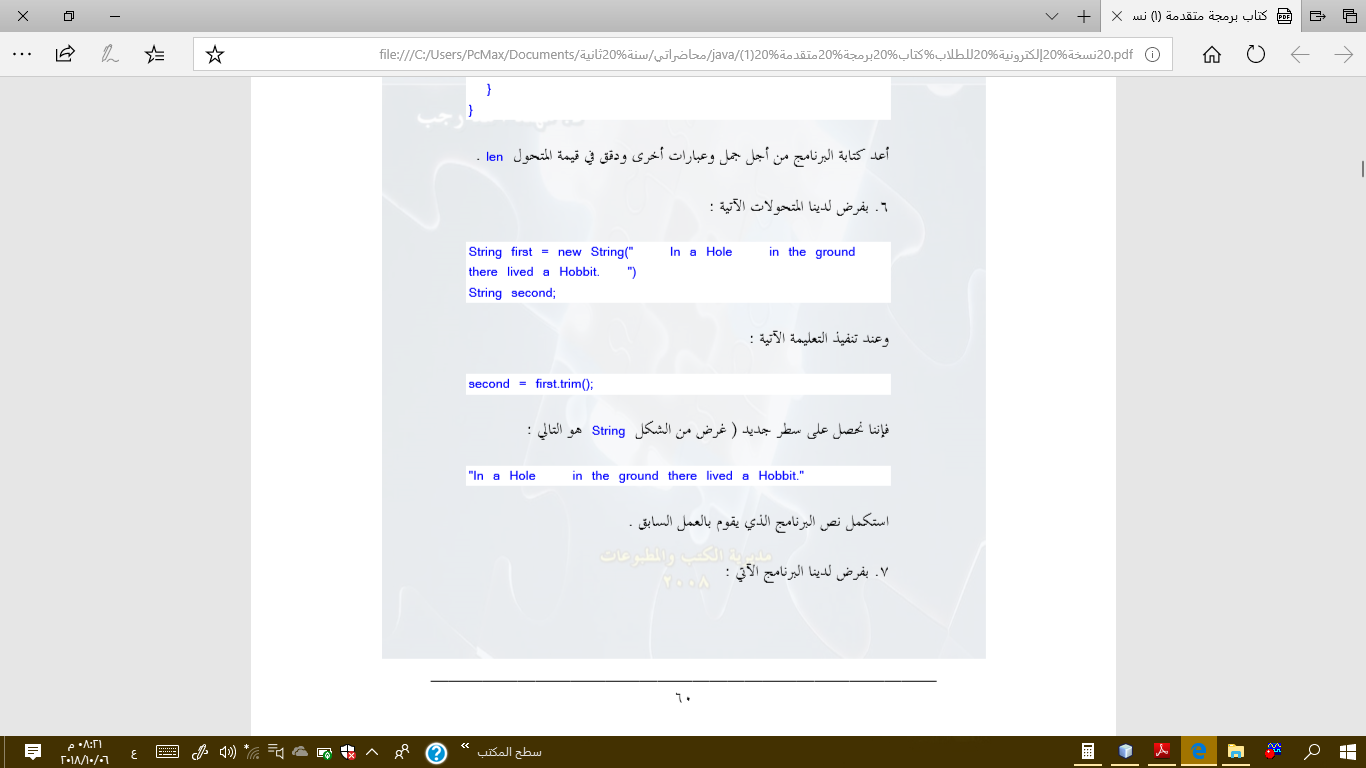 كتاب برمجة متقدمة (١) نس
file:///C:/Users/PcMax/Documents/محاضراتي/سنة%20ثانية/java/كتاب%20برمجة%20متقدمة%20(1)%20نسخة%20إلكترونية%20للطلاب.pdf
}
}
رجب
أعد كتابة البرنامج من أجل جمل وعبارات أخرى ودقق في قيمة المتحول len .
٦. بفرض لدينا المتحولات الآتية :
String first = new String(" In a Hole in the ground
there lived a Hobbit. ")
String second;
وعند تنفيذ التعليمة الآتية :
second = first.trim();
فإننا نحصل على سطر جديد ( غرض من الشكل String هو التالي :
"In a Hole in the ground there lived a Hobbit."
استكمل نص البرنامج الذي يقوم بالعمل السابق .
مديرية الكتب والمطبوعات
٧. بفرض لدينا البرنامج الآتي :
٢٠٠٨
٦٠
سطح المكتب
ع
٠٨:٢١ م
٢٠١٨/١٠/٠٦